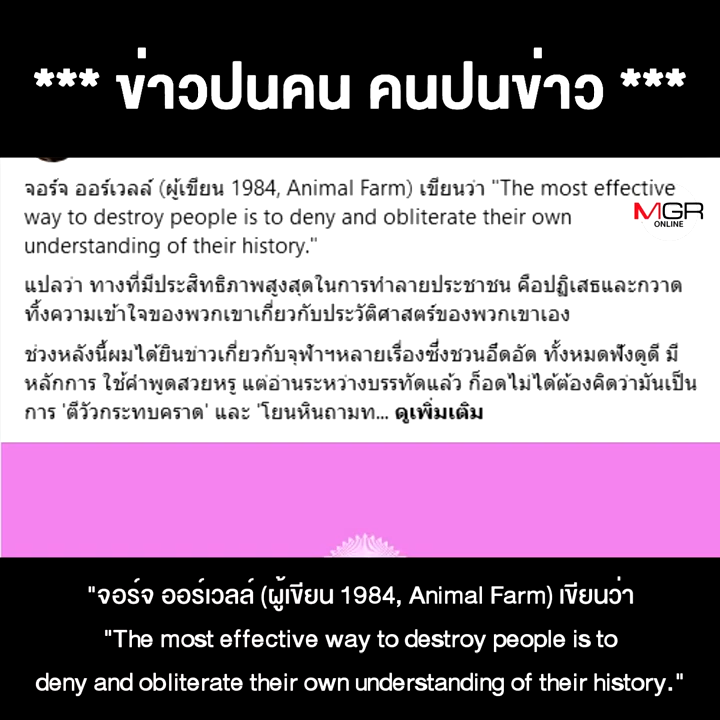 *** ข่าวปนคน คนปนข่าว ***
จอร์จ ออร์เวลล์ (ผู้เขียน 1984, Animal Farm) เขียนว่า "The most effective
way to destroy people is to deny and obliterate their own
understanding of their history."
MGR
ONLINE
แปลว่า ทางที่มีประสิทธิภาพสูงสุดในการทำลายประชาชน คือปฏิเสธและกวาด
ทิ้งความเข้าใจของพวกเขาเกี่ยวกับประวัติศาสตร์ของพวกเขาเอง
ช่วงหลังนี้ผมได้ยินข่าวเกี่ยวกับจุฬาฯหลายเรื่องซึ่งชวนอึดอัด ทั้งหมดฟังดูดี มี
หลักการ ใช้คำพูดสวยหรู แต่อ่านระหว่างบรรทัดแล้ว ก็อดไม่ได้ต้องคิดว่ามันเป็น
การ 'ตีวัวกระทบคราด' และ 'โยนหินถามท... ดูเพิ่มเติม
"จอร์จ ออร์เวลล์ (ผู้เขียน 1984, Animal Farm) เขียนว่า
"The most effective way to destroy people is to
deny and obliterate their own understanding of their history."